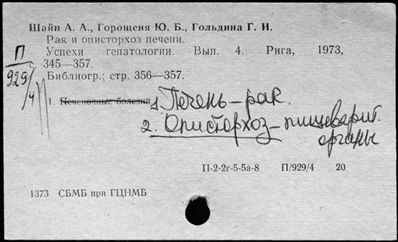 Шайн А. А., Горощеня Ю. Б., Гольдина Г. И.
Рак и описторхоз печени.
Успехи гепатологии. Вып. 4. Рига, 1973,
345—357.
Библиогр.; стр. 356—357.
П
929/4
1. Печеночные болезни 1. Печень—рак.
2. Описторхоз—пищеварит.
органы
П-2-2г-5-5а-8 П/929/4 20
1373 СБМБ при ГЦНМБ